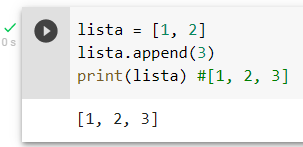 lista = [1, 2]
lista.append(3)
print(lista) #[1, 2, 3]
0s
[1, 2, 3]